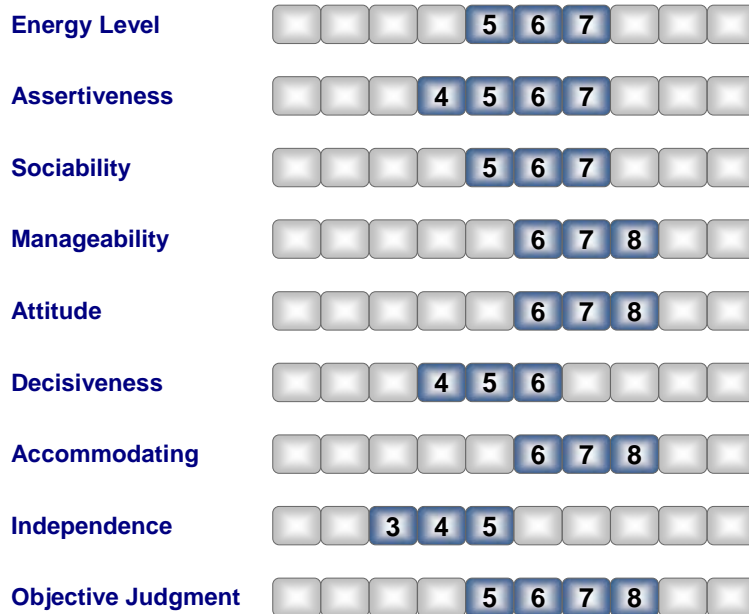 Energy Level 5 6 7
Assertiveness 4 5 6 7
Sociability 5 6 7
Manageability 6 7 8
Attitude 6 7 8
Decisiveness 4 5 6
Accommodating 6 7 8
Independence 3 4 5
Objective Judgment 5 6 7 8